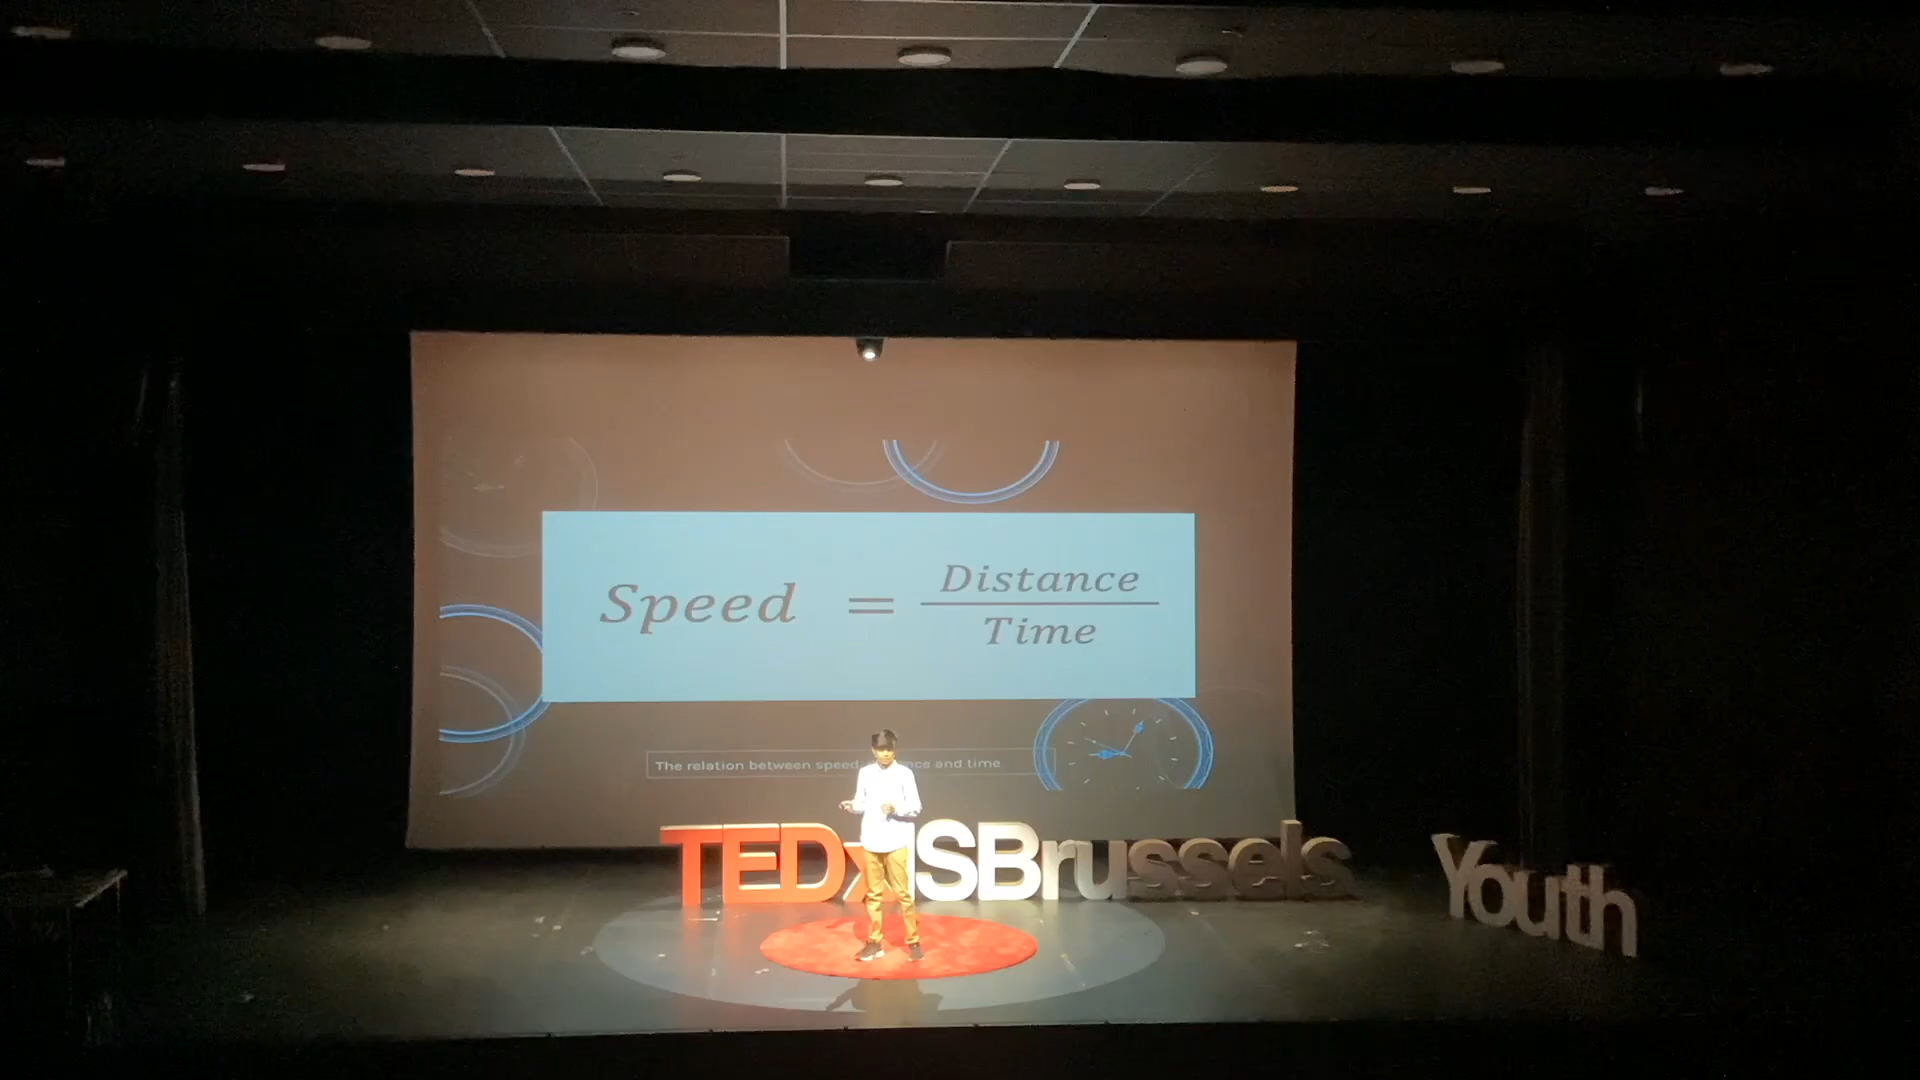 Speed = Distance
Time
The relation between speed, nce and time
TEDxISBrussels
Youth